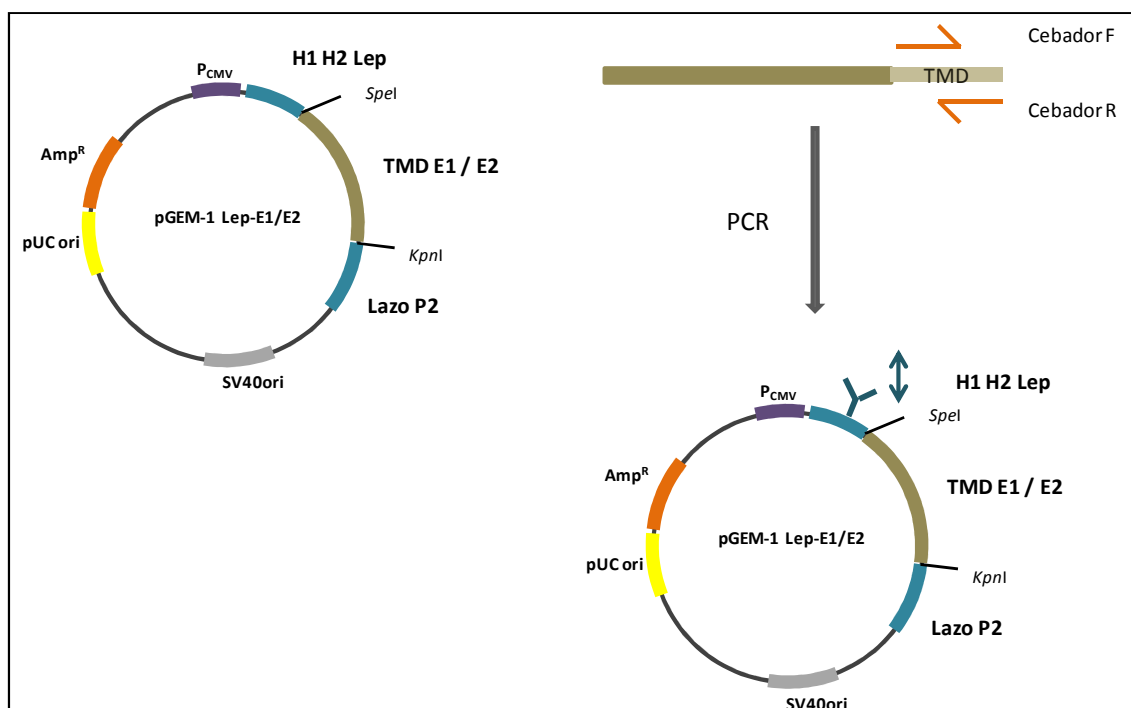 H1 H2 Lep
PCMV
SpeI
AmpR
TMD E1 / E2
pGEM-1 Lep-E1/E2
pUC ori
KpnI
Lazo P2
SV40ori
Cebador F
TMD
Cebador R
PCR
H1 H2 Lep
PCMV
SpeI
AmpR
TMD E1 / E2
pGEM-1 Lep-E1/E2
pUC ori
KpnI
Lazo P2
SV40ori